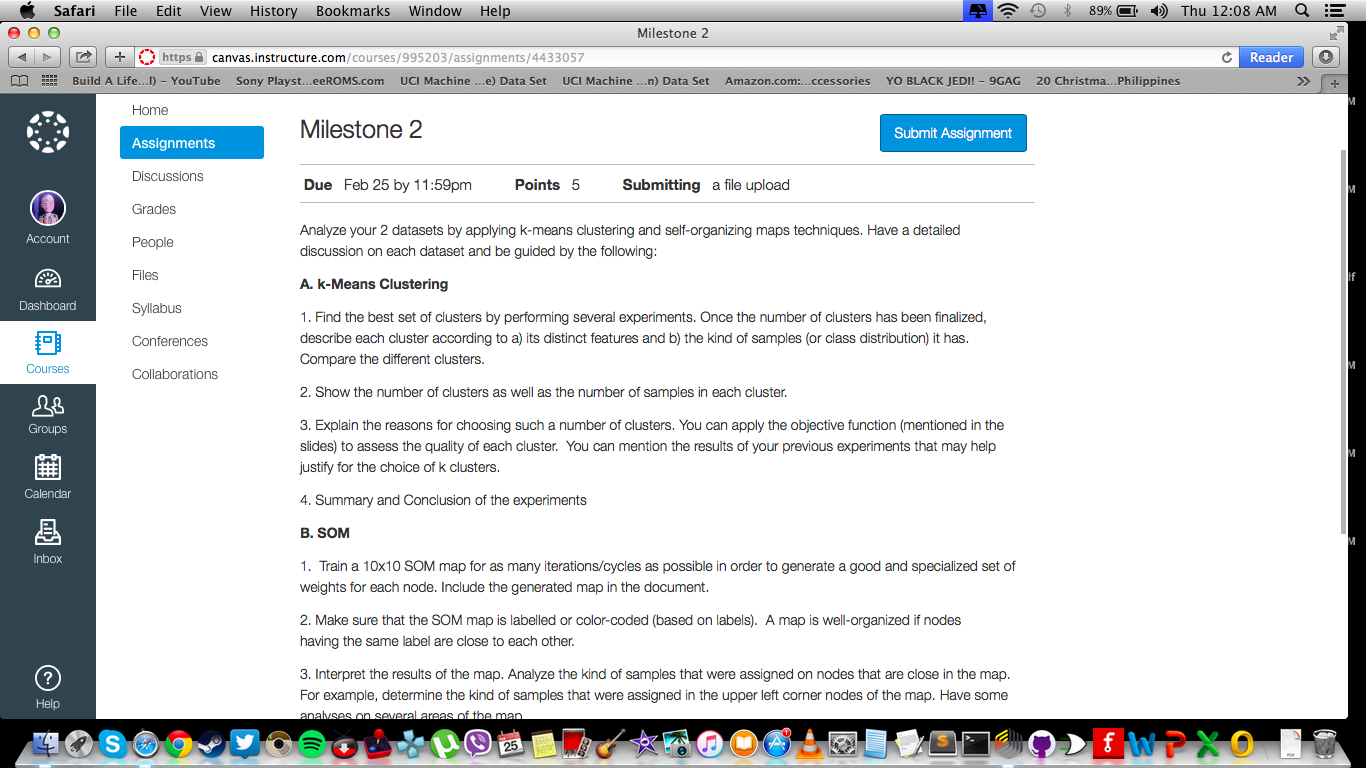 Safari File Edit View History Bookmarks Window Help 89% Thu 12:08 AM
Milestone 2
https canvas.instructure.com/courses/995203/assignments/4433057 Reader
Build A Life...l) – YouTube Sony Playst...eeROMS.com UCI Machine ...e) Data Set UCI Machine ...n) Data Set Amazon.com:...ccessories YO BLACK JEDI! – 9GAG 20 Christma...Philippines
Account
Dashboard
Courses
Groups
Calendar
Inbox
Help
Home
Assignments
Discussions
Grades
People
Files
Syllabus
Conferences
Collaborations
Milestone 2
Submit Assignment
Due Feb 25 by 11:59pm Points 5 Submitting a file upload
Analyze your 2 datasets by applying k-means clustering and self-organizing maps techniques. Have a detailed
discussion on each dataset and be guided by the following:
A. k-Means Clustering
1. Find the best set of clusters by performing several experiments. Once the number of clusters has been finalized,
describe each cluster according to a) its distinct features and b) the kind of samples (or class distribution) it has.
Compare the different clusters.
2. Show the number of clusters as well as the number of samples in each cluster.
3. Explain the reasons for choosing such a number of clusters. You can apply the objective function (mentioned in the
slides) to assess the quality of each cluster.  You can mention the results of your previous experiments that may help
justify for the choice of k clusters.
4. Summary and Conclusion of the experiments
B. SOM
1.  Train a 10x10 SOM map for as many iterations/cycles as possible in order to generate a good and specialized set of
weights for each node. Include the generated map in the document.
2. Make sure that the SOM map is labelled or color-coded (based on labels).  A map is well-organized if nodes
having the same label are close to each other.
3. Interpret the results of the map. Analyze the kind of samples that were assigned on nodes that are close in the map.
For example, determine the kind of samples that were assigned in the upper left corner nodes of the map. Have some
analyses on several areas of the map